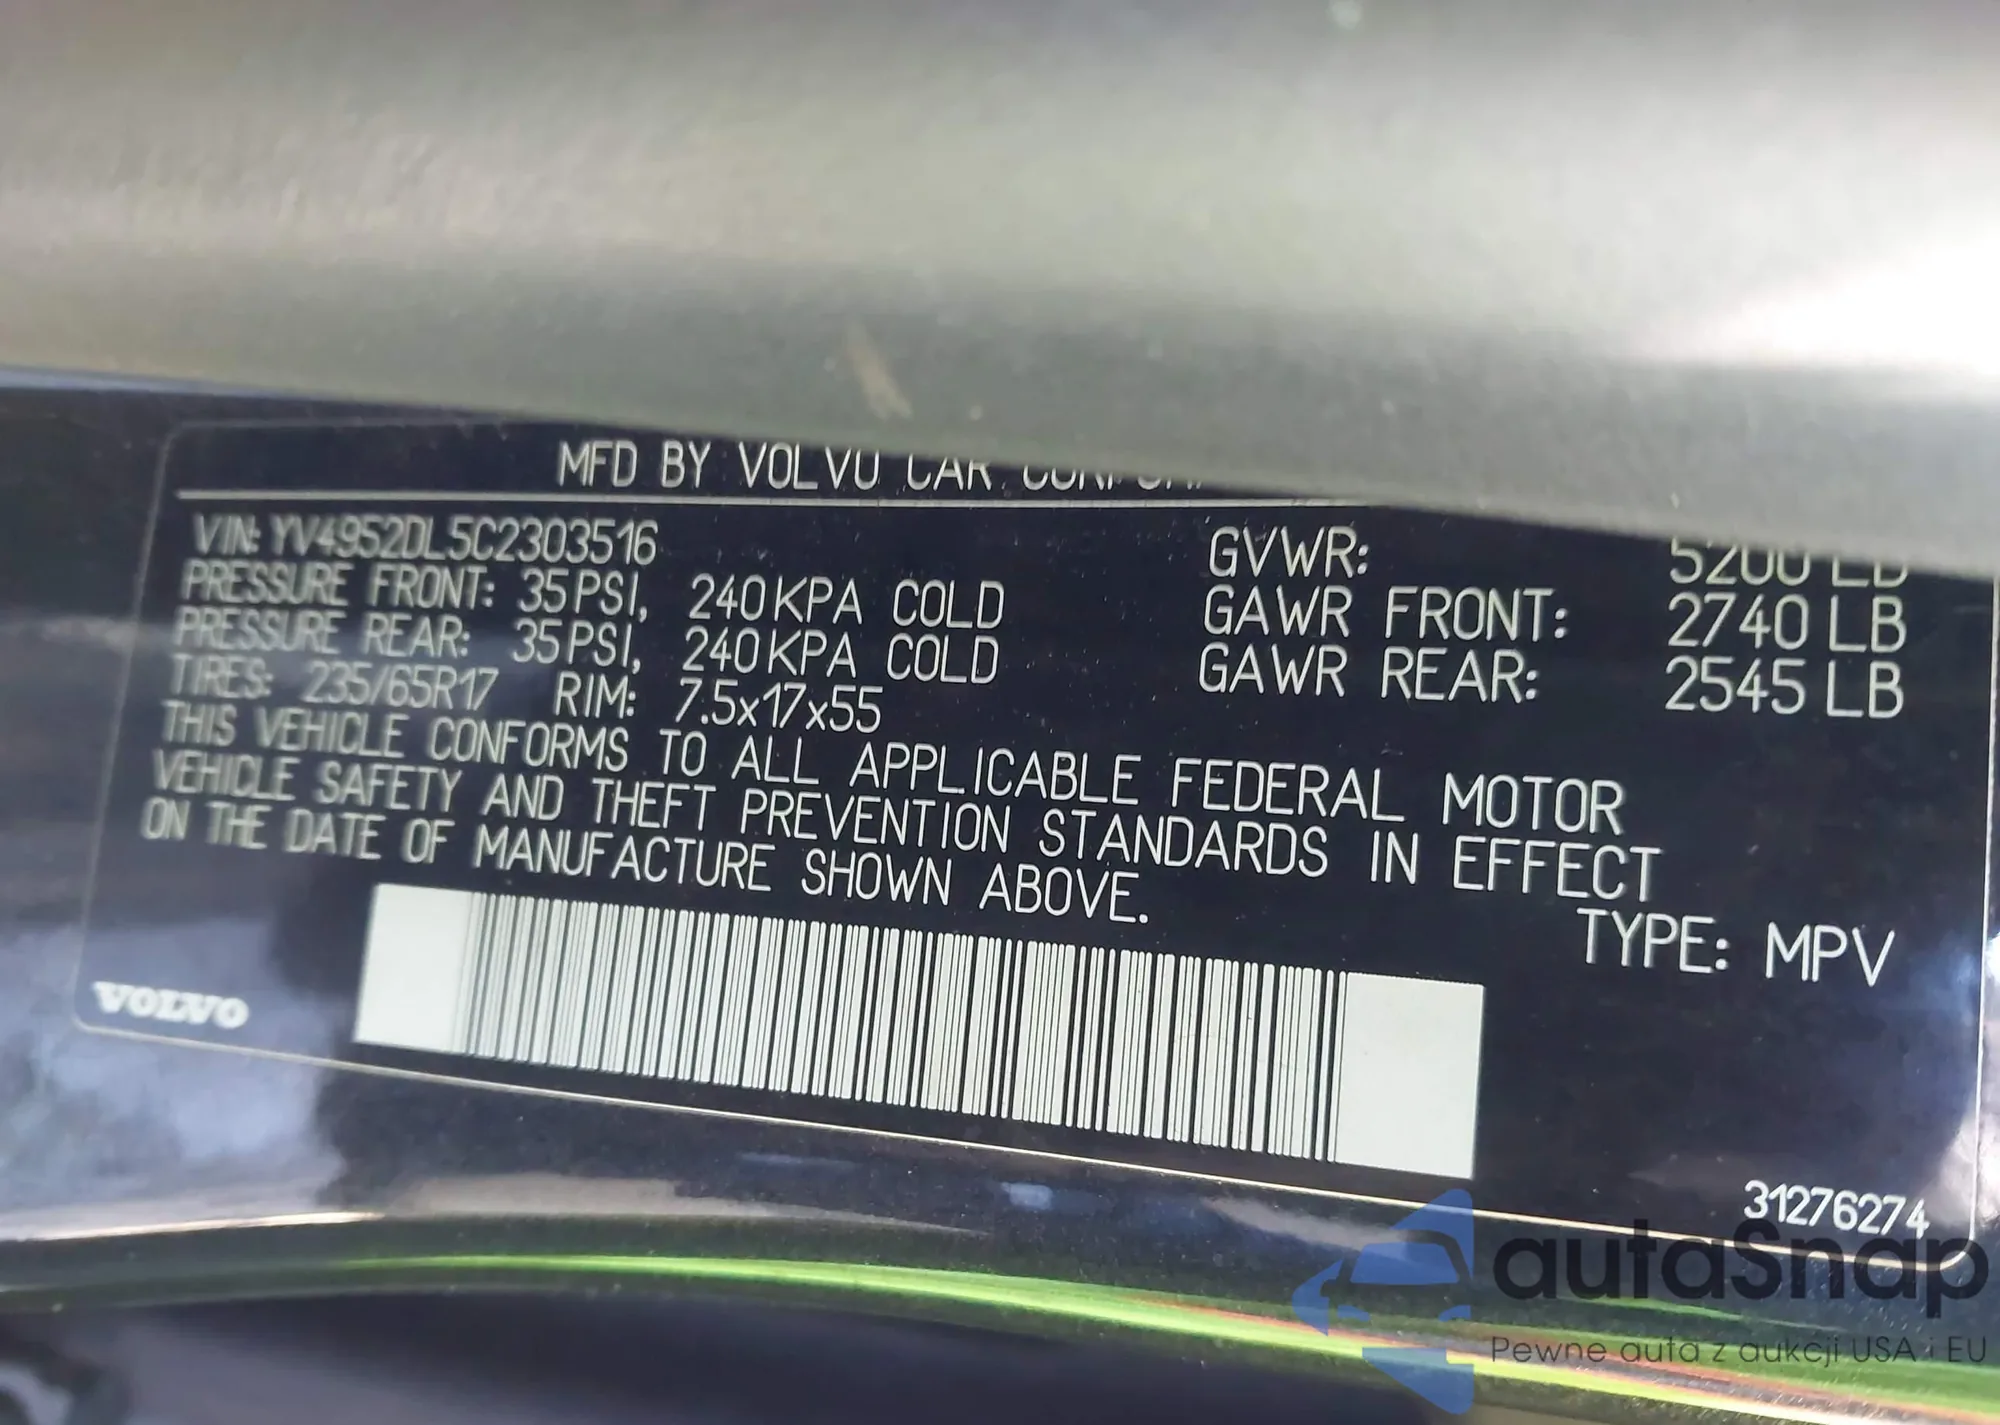 MFD BY VOLVO CAR
VIN: YV4952DL5C2303516
PRESSURE FRONT: 35PSI, 240KPA COLD
PRESSURE REAR: 35PSI, 240KPA COLD
TIRES: 235/65R17 RIM: 7.5x17x55
GVWR: 5200 LB
GAWR FRONT: 2740 LB
GAWR REAR: 2545 LB
THIS VEHICLE CONFORMS TO ALL APPLICABLE FEDERAL MOTOR
VEHICLE SAFETY AND THEFT PREVENTION STANDARDS IN EFFECT
ON THE DATE OF MANUFACTURE SHOWN ABOVE.
TYPE: MPV
VOLVO
31276274
autaSnap
Pewne auta z aukcji USA i EU